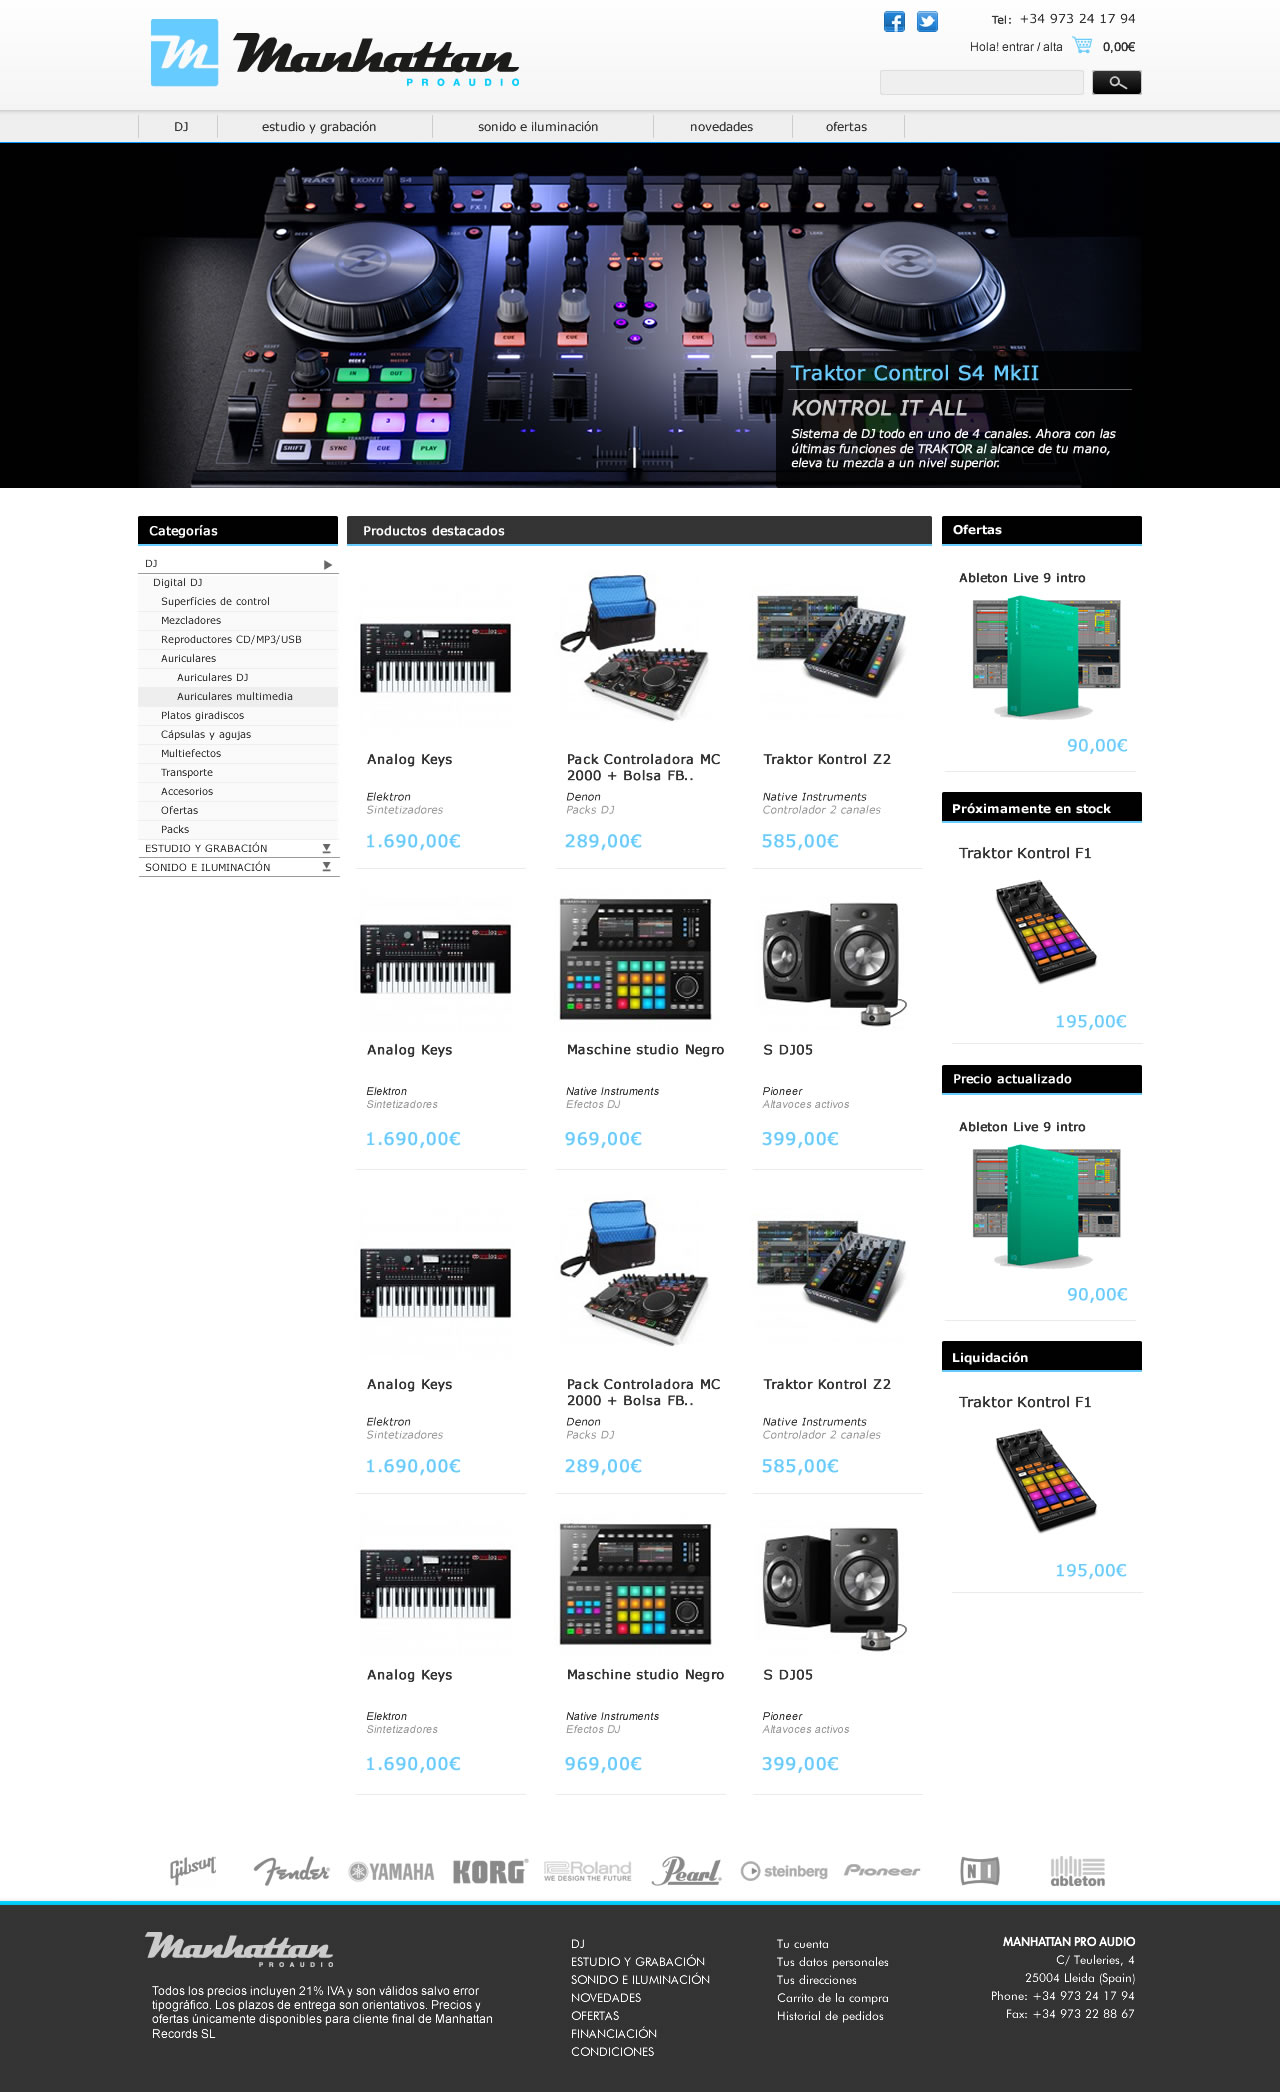 Manhattan
PROAUDIO
Tel: +34 973 24 17 94
Hola! entrar / alta 0,00€
DJ
estudio y grabación
sonido e iluminación
novedades
ofertas
Traktor Control S4 MkII
KONTROL IT ALL
Sistema de DJ todo en uno de 4 canales. Ahora con las
últimas funciones de TRAKTOR al alcance de tu mano,
eleva tu mezcla a un nivel superior.
Categorías
DJ
Digital DJ
Superfícies de control
Mezcladores
Reproductores CD/MP3/USB
Auriculares
Auriculares DJ
Auriculares multimedia
Platos giradiscos
Cápsulas y agujas
Multiefectos
Transporte
Accesorios
Ofertas
Packs
ESTUDIO Y GRABACIÓN
SONIDO E ILUMINACIÓN
Productos destacados
Analog Keys
Elektron
Sintetizadores
1.690,00€
Pack Controladora MC
2000 + Bolsa FB..
Denon
Packs DJ
289,00€
Traktor Kontrol Z2
Native Instruments
Controlador 2 canales
585,00€
Analog Keys
Elektron
Sintetizadores
1.690,00€
Maschine studio Negro
Native Instruments
Efectos DJ
969,00€
S DJ05
Pioneer
Altavoces activos
399,00€
Analog Keys
Elektron
Sintetizadores
1.690,00€
Pack Controladora MC
2000 + Bolsa FB..
Denon
Packs DJ
289,00€
Traktor Kontrol Z2
Native Instruments
Controlador 2 canales
585,00€
Analog Keys
Elektron
Sintetizadores
1.690,00€
Maschine studio Negro
Native Instruments
Efectos DJ
969,00€
S DJ05
Pioneer
Altavoces activos
399,00€
Ofertas
Ableton Live 9 intro
90,00€
Próximamente en stock
Traktor Kontrol F1
195,00€
Precio actualizado
Ableton Live 9 intro
90,00€
Liquidación
Traktor Kontrol F1
195,00€
Gibson
Fender
YAMAHA
KORG
Roland
WE DESIGN THE FUTURE
Pearl
steinberg
Pioneer
NI
ableton
Manhattan
PROAUDIO
Todos los precios incluyen 21% IVA y son válidos salvo error
tipográfico. Los plazos de entrega son orientativos. Precios y
ofertas únicamente disponibles para cliente final de Manhattan
Records SL
DJ
ESTUDIO Y GRABACIÓN
SONIDO E ILUMINACIÓN
NOVEDADES
OFERTAS
FINANCIACIÓN
CONDICIONES
Tu cuenta
Tus datos personales
Tus direcciones
Carrito de la compra
Historial de pedidos
MANHATTAN PRO AUDIO
C/ Teuleries, 4
25004 Lleida (Spain)
Phone: +34 973 24 17 94
Fax: +34 973 22 88 67